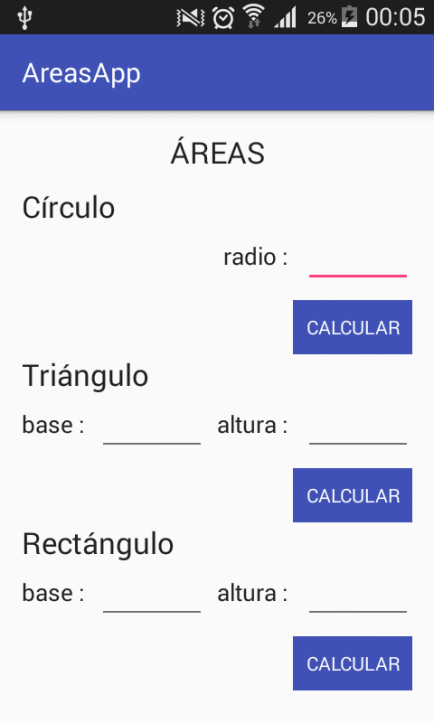 26% 00:05
AreasApp
ÁREAS
Círculo
radio :
CALCULAR
Triángulo
base : altura :
CALCULAR
Rectángulo
base : altura :
CALCULAR